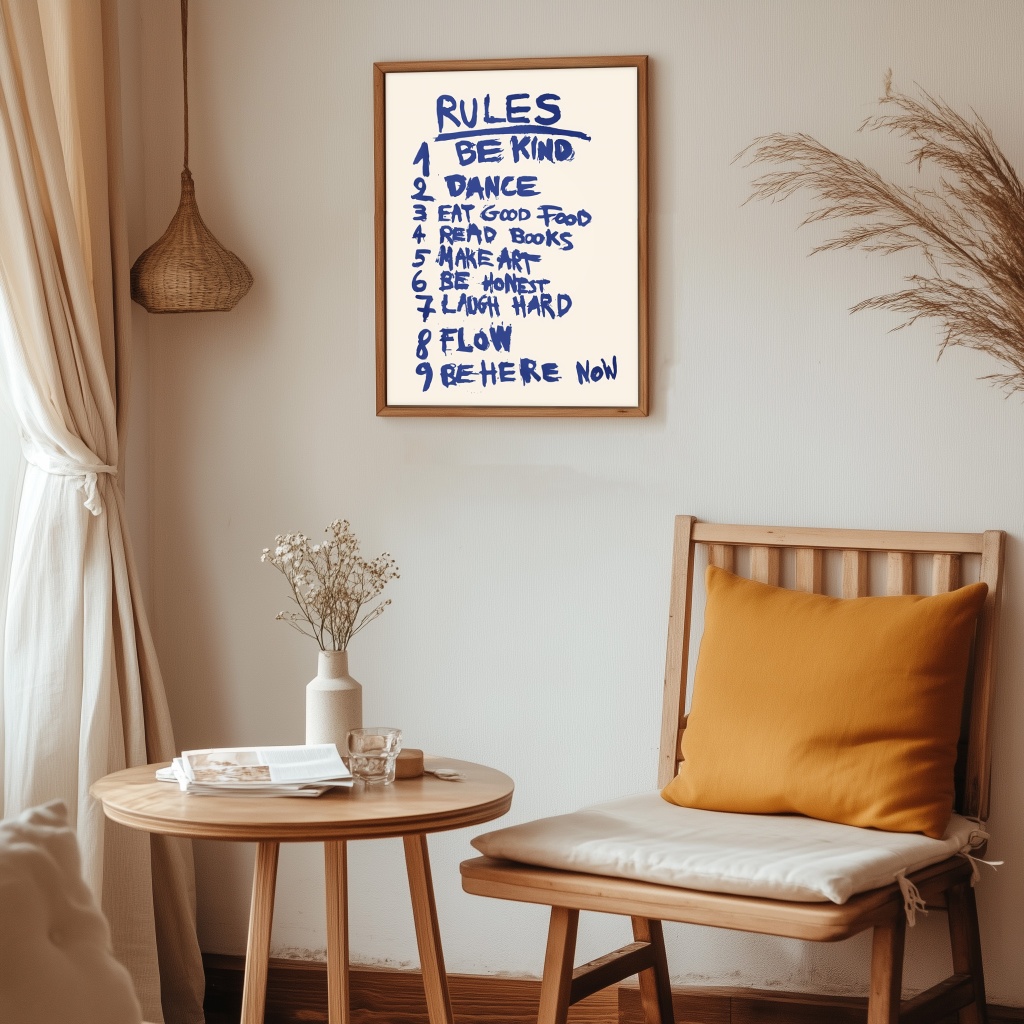 RULES
1 BE KIND
2 DANCE
3 EAT GOOD FOOD
4 READ BOOKS
5 MAKE ART
6 BE HONEST
7 LAUGH HARD
8 FLOW
9 BE HERE NOW